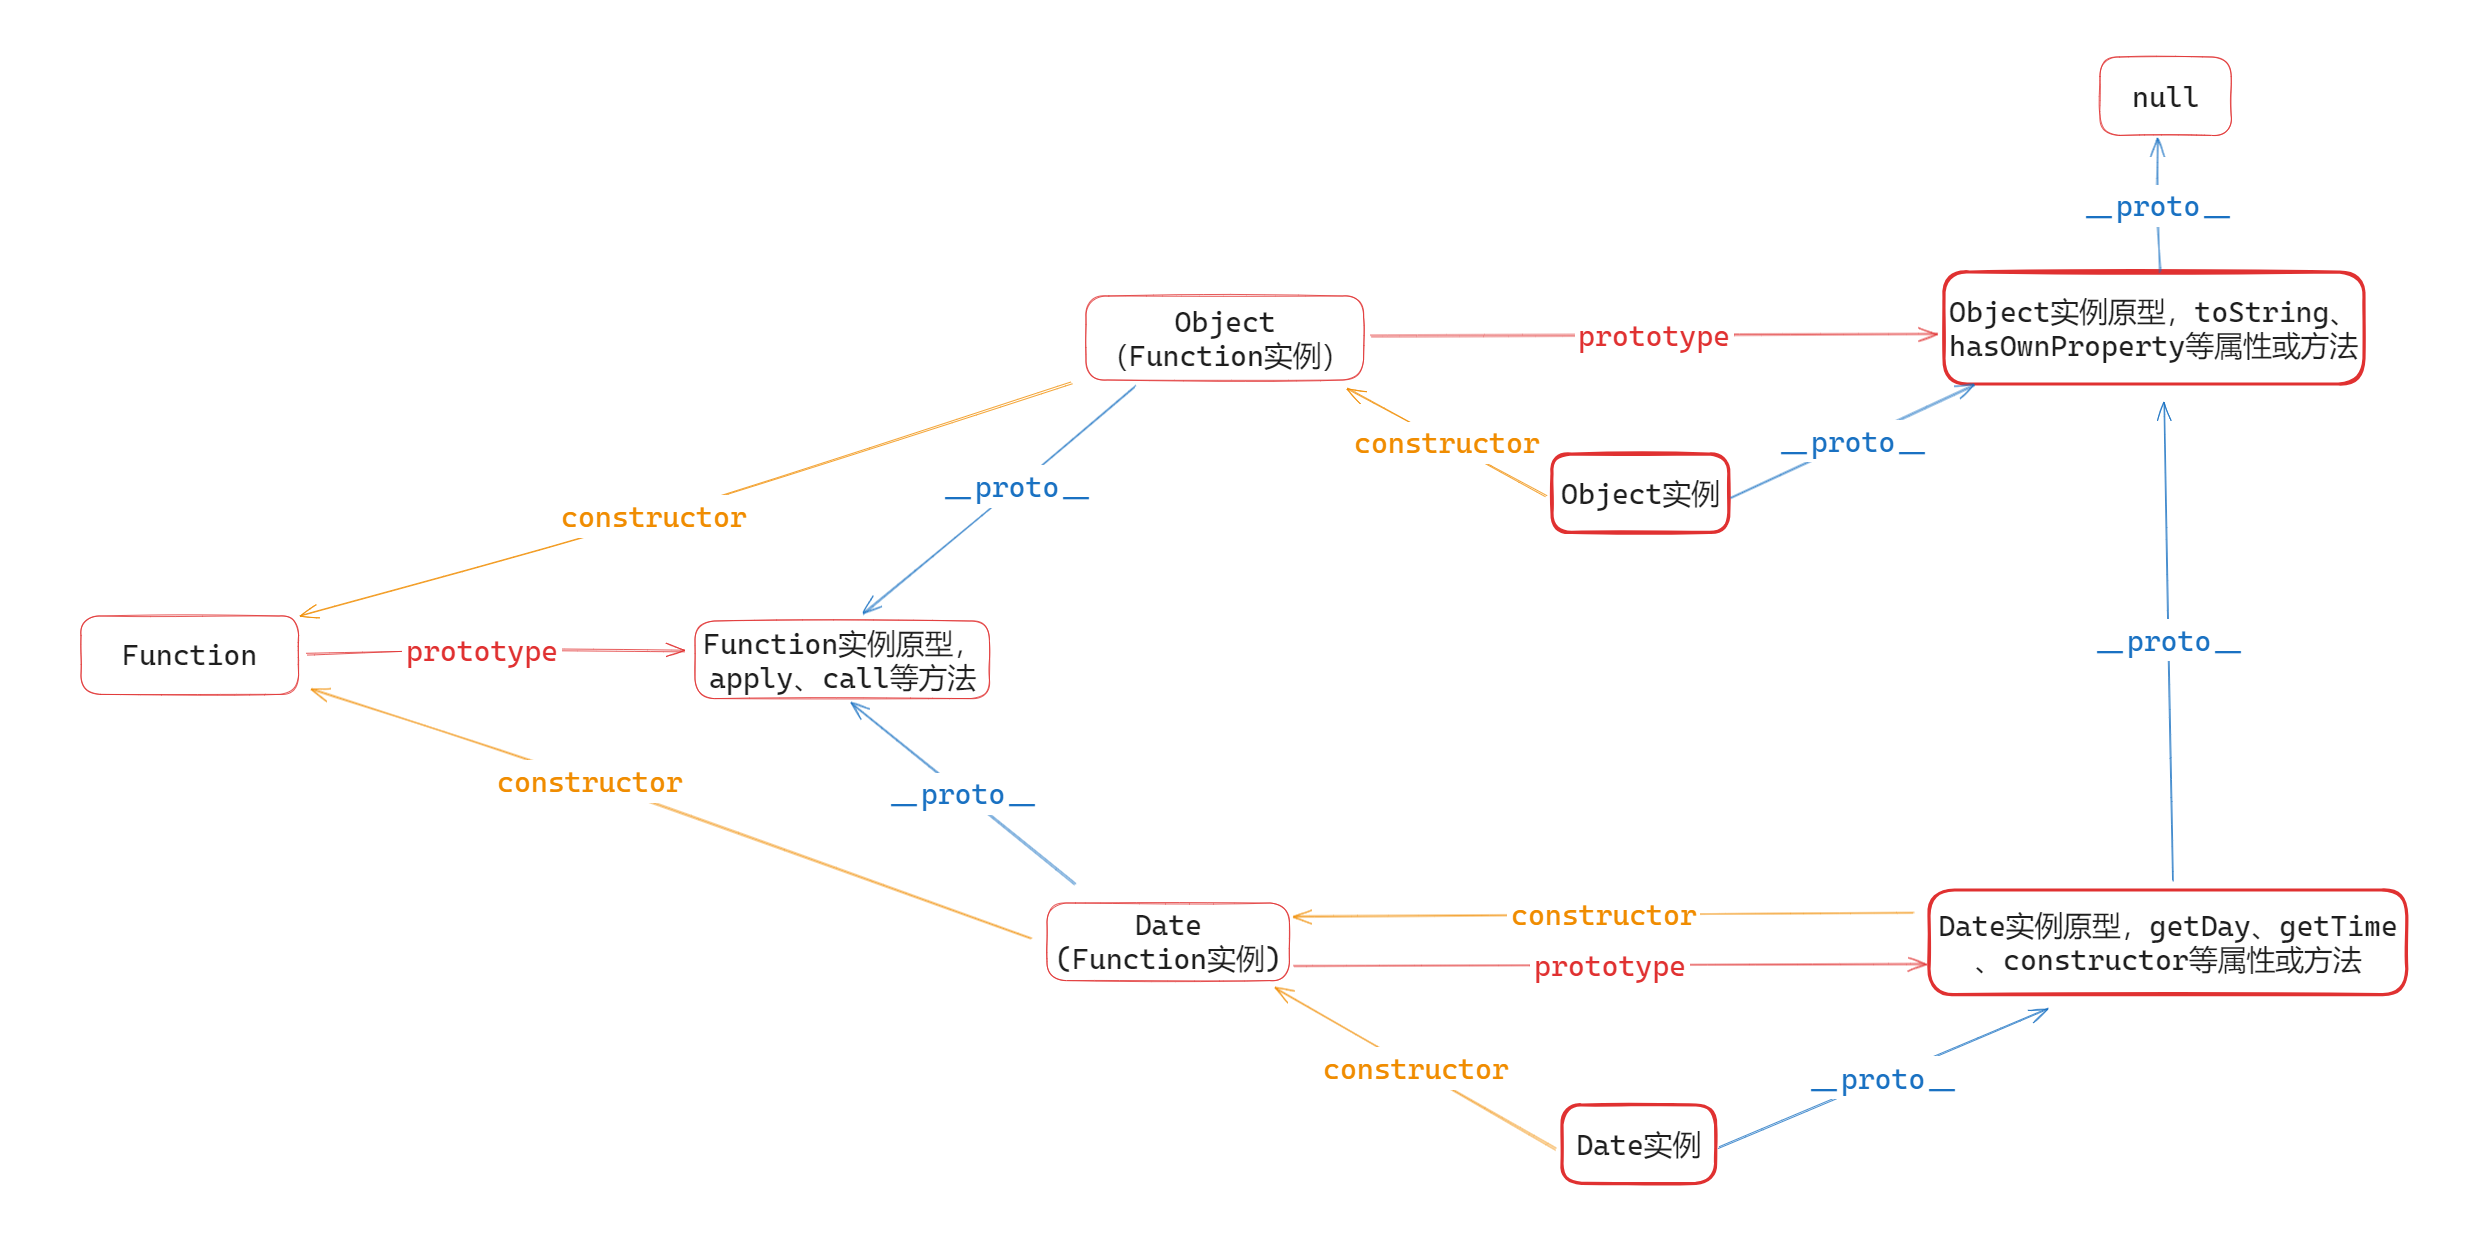 null
__proto__
Object
(Function实例)
prototype
Object实例原型，toString、
hasOwnProperty等属性或方法
constructor
__proto__
Object实例
__proto__
constructor
Function
prototype
Function实例原型，
apply、call等方法
__proto__
constructor
__proto__
Date
(Function实例)
constructor
prototype
Date实例原型，getDay、getTime
、constructor等属性或方法
constructor
__proto__
Date实例